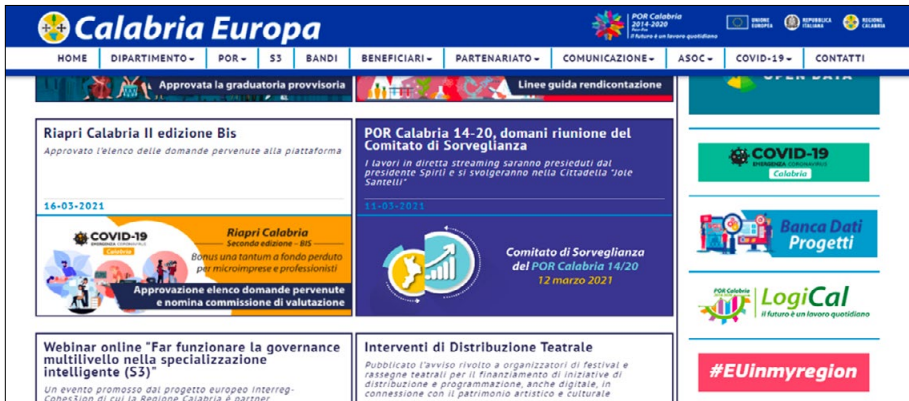 Calabria Europa
POR Calabria
2014-2020
il futuro è un lavoro quotidiano
UNIONE
EUROPEA
REPUBBLICA
ITALIANA
REGIONE
CALABRIA
HOME DIPARTIMENTO POR S3 BANDI BENEFICIARI PARTENARIATO COMUNICAZIONE ASOC COVID-19 CONTATTI
Approvata la graduatoria provvisoria
Linee guida rendicontazione
OPEN DATA
Riapri Calabria II edizione Bis
Approvato l'elenco delle domande pervenute alla piattaforma
16-03-2021
COVID-19
EMERGENZA CORONAVIRUS
Calabria
Riapri Calabria
Seconda edizione - BIS
Bonus una tantum a fondo perduto
per microimprese e professionisti
Approvazione elenco domande pervenute
e nomina commissione di valutazione
POR Calabria 14-20, domani riunione del
Comitato di Sorveglianza
I lavori in diretta streaming saranno presieduti dal
presidente Spirlì e si svolgeranno nella Cittadella "Jole
Santelli"
11-03-2021
Comitato di Sorveglianza
del POR Calabria 14/20
12 marzo 2021
Webinar online "Far funzionare la governance
multilivello nella specializzazione
intelligente (S3)"
Un evento promosso dal progetto europeo Interreg-
Cohes3ion di cui la Regione Calabria è partner
Interventi di Distribuzione Teatrale
Pubblicato l'avviso rivolto a organizzatori di festival e
rassegne teatrali per il finanziamento di iniziative di
distribuzione e programmazione, anche digitale, in
connessione con il patrimonio artistico e culturale
COVID-19
EMERGENZA CORONAVIRUS
Calabria
Banca Dati
Progetti
POR Calabria
LogiCal
il futuro è un lavoro quotidiano
#EUinmyregion